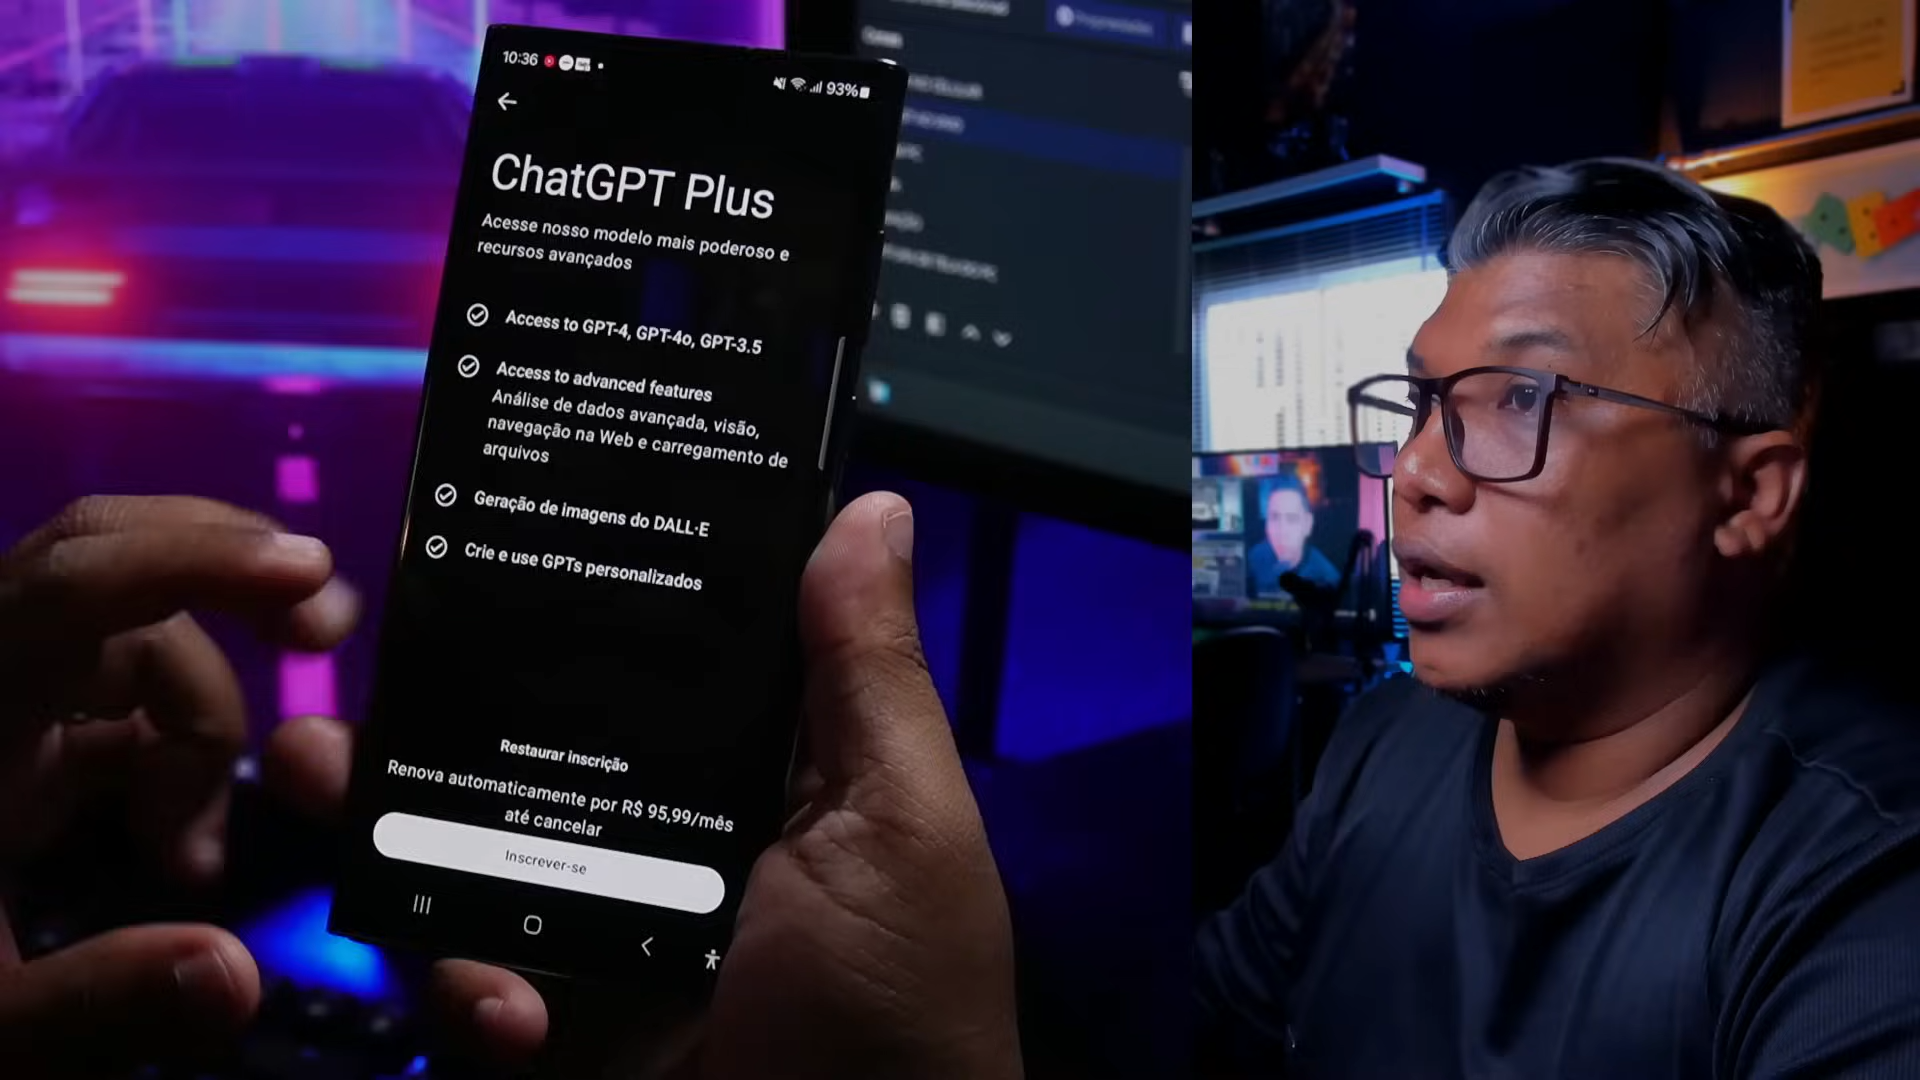 10:36
93%
ChatGPT Plus
Acesse nosso modelo mais poderoso e
recursos avançados
Access to GPT-4, GPT-4o, GPT-3.5
Access to advanced features
Análise de dados avançada, visão,
navegação na Web e carregamento de
arquivos
Geração de imagens do DALL·E
Crie e use GPTs personalizados
Restaurar inscrição
Renova automaticamente por R$ 95,99/mês
até cancelar
Inscrever-se